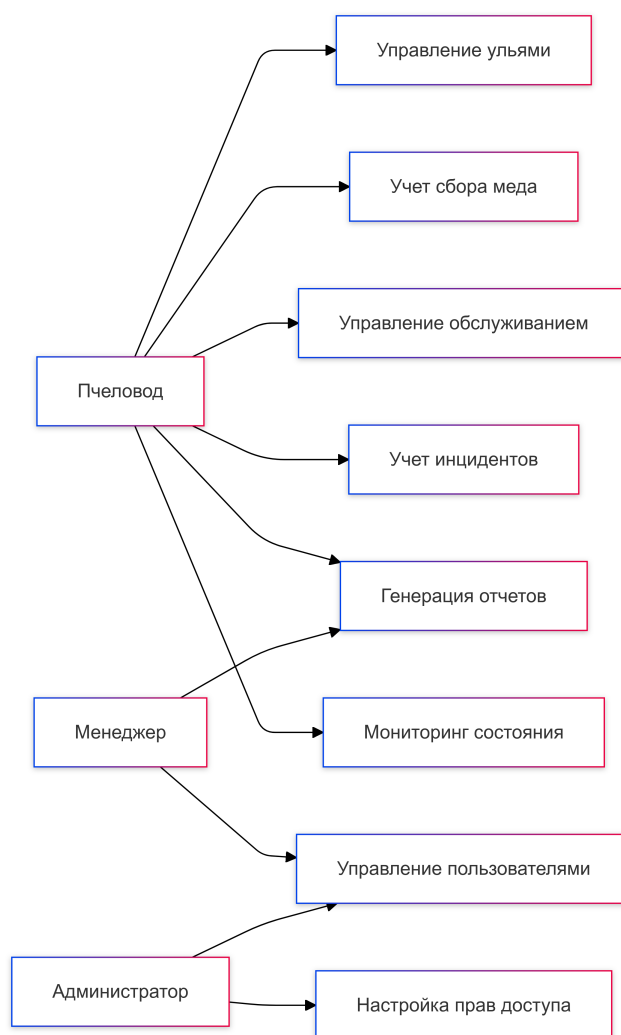 Управление ульями
Учет сбора меда
Управление обслуживанием
Пчеловод
Учет инцидентов
Генерация отчетов
Менеджер
Мониторинг состояния
Управление пользователями
Администратор
Настройка прав доступа